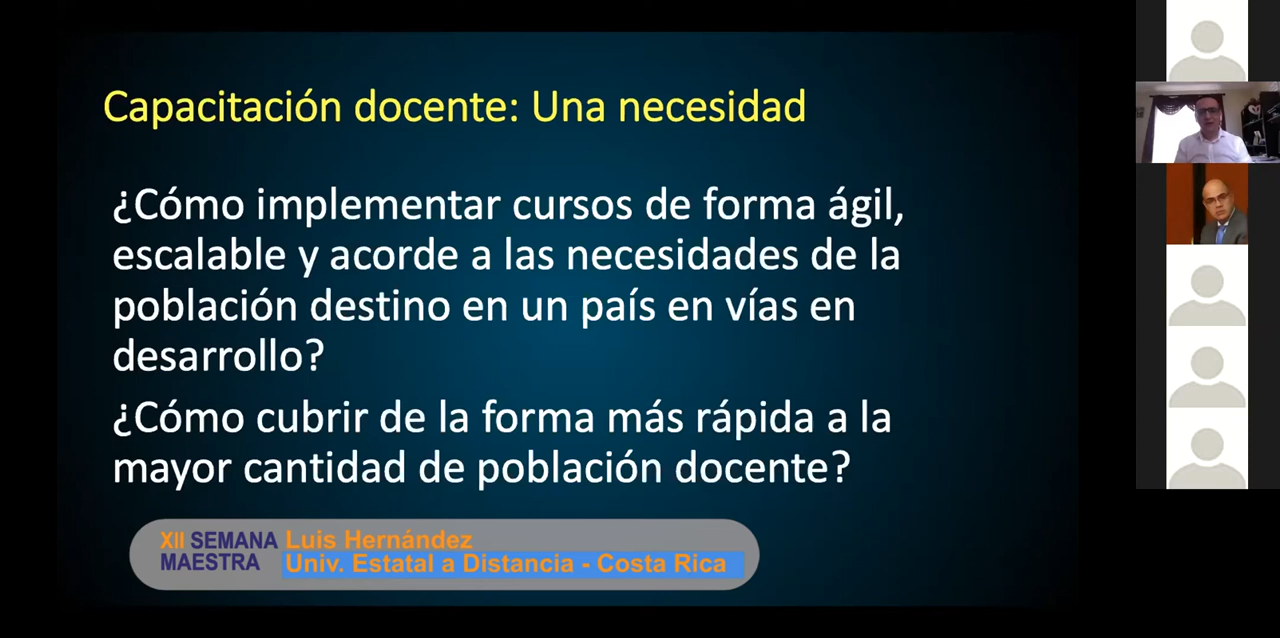 Capacitación docente: Una necesidad
¿Cómo implementar cursos de forma ágil,
escalable y acorde a las necesidades de la
población destino en un país en vías en
desarrollo?
¿Cómo cubrir de la forma más rápida a la
mayor cantidad de población docente?
XII SEMANA
MAESTRA
Luis Hernández
Univ. Estatal a Distancia - Costa Rica